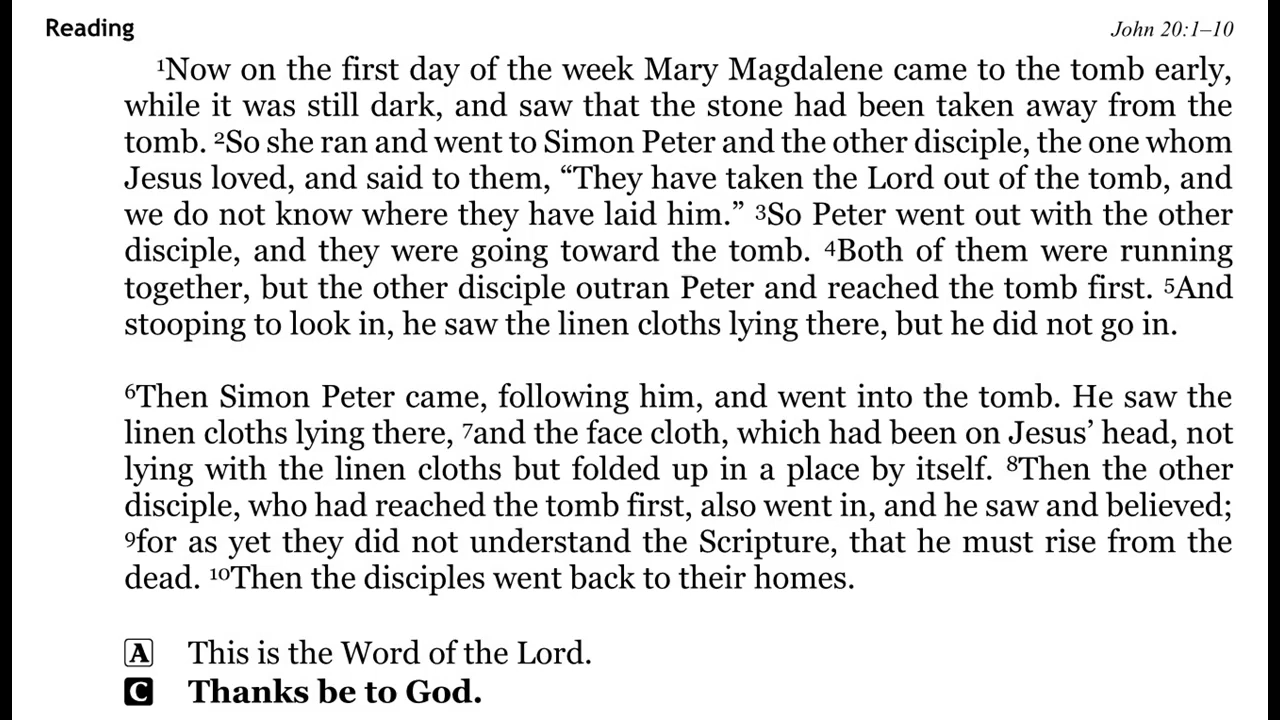 Reading John 20:1–10
¹Now on the first day of the week Mary Magdalene came to the tomb early,
while it was still dark, and saw that the stone had been taken away from the
tomb. ²So she ran and went to Simon Peter and the other disciple, the one whom
Jesus loved, and said to them, “They have taken the Lord out of the tomb, and
we do not know where they have laid him.” ³So Peter went out with the other
disciple, and they were going toward the tomb. ⁴Both of them were running
together, but the other disciple outran Peter and reached the tomb first. ⁵And
stooping to look in, he saw the linen cloths lying there, but he did not go in.
⁶Then Simon Peter came, following him, and went into the tomb. He saw the
linen cloths lying there, ⁷and the face cloth, which had been on Jesus’ head, not
lying with the linen cloths but folded up in a place by itself. ⁸Then the other
disciple, who had reached the tomb first, also went in, and he saw and believed;
⁹for as yet they did not understand the Scripture, that he must rise from the
dead. ¹⁰Then the disciples went back to their homes.
A This is the Word of the Lord.
C Thanks be to God.